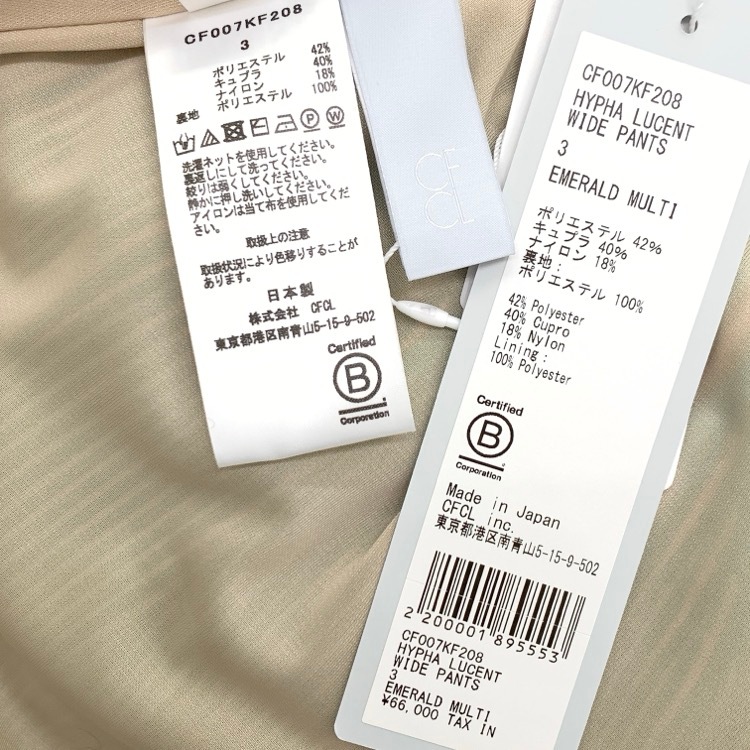 CF007KF208
3
ポリエステル 42%
キュプラ 40%
ナイロン 18%
裏地 ポリエステル 100%
P W
洗濯ネットを使用してください。
裏返しにして洗ってください。
絞りは弱くしてください。
静かに押し洗いしてください。
アイロンは当て布を使用してくだ
さい。
取扱上の注意
取扱状況により色移りすることが
あります。
日本製
株式会社 CFCL
東京都港区南青山5-15-9-502
Certified
B
Corporation
CF
CL
CF007KF208
HYPHA LUCENT
WIDE PANTS
3
EMERALD MULTI
ポリエステル 42%
キュプラ 40%
ナイロン 18%
裏地:
ポリエステル 100%
42% Polyester
40% Cupro
18% Nylon
Lining:
100% Polyester
Certified
B
Corporation
Made in Japan
CFCL inc.
東京都港区南青山5-15-9-502
2 200001 895553
CF007KF208
HYPHA LUCENT
WIDE PANTS
3
EMERALD MULTI
¥66,000 TAX IN